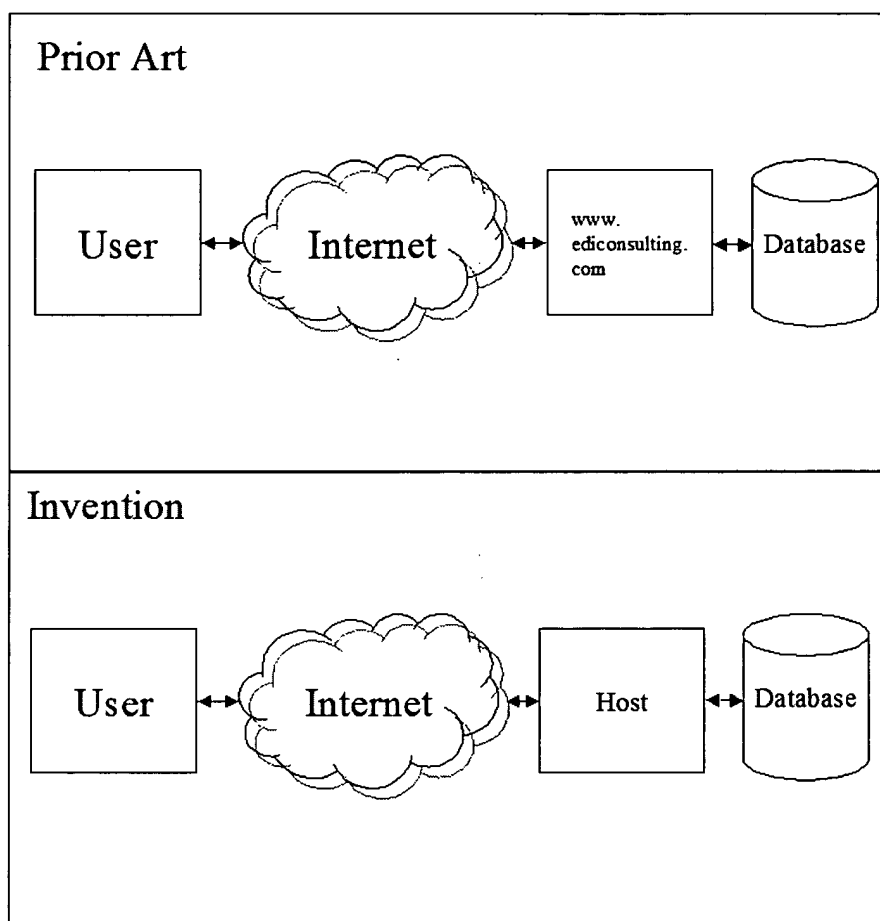 Prior Art
User
Internet
www.
ediconsulting.
com
Database
Invention
User
Internet
Host
Database